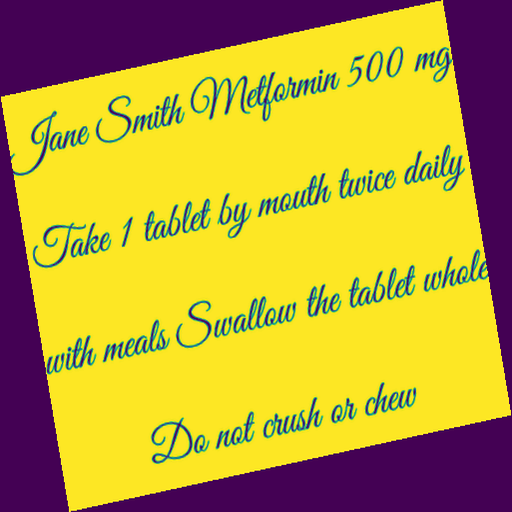 Jane Smith Metformin 500 mg
Take 1 tablet by mouth twice daily
with meals Swallow the tablet whole
Do not crush or chew